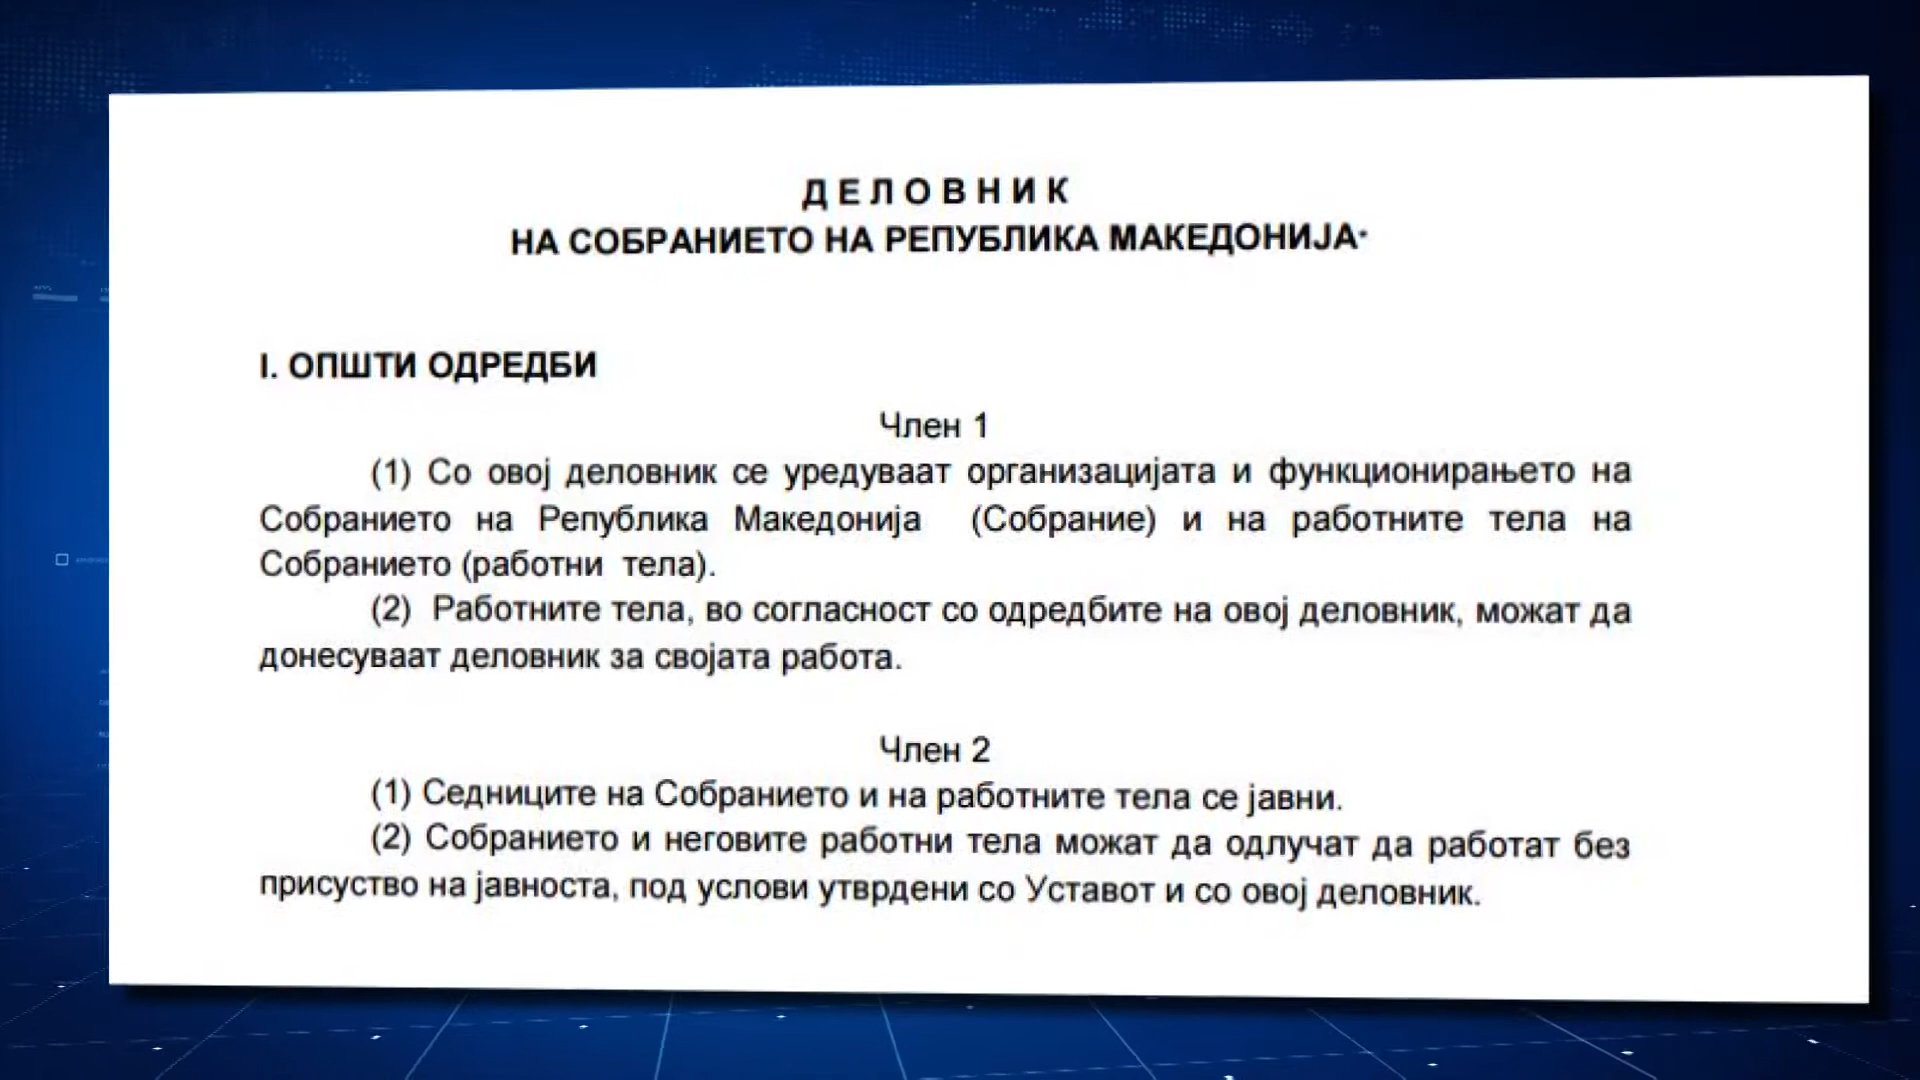 ДЕЛОВНИК
НА СОБРАНИЕТО НА РЕПУБЛИКА МАКЕДОНИЈА*
I. ОПШТИ ОДРЕДБИ
Член 1
(1) Со овој деловник се уредуваат организацијата и функционирањето на
Собранието на Република Македонија (Собрание) и на работните тела на
Собранието (работни тела).
(2) Работните тела, во согласност со одредбите на овој деловник, можат да
донесуваат деловник за својата работа.
Член 2
(1) Седниците на Собранието и на работните тела се јавни.
(2) Собранието и неговите работни тела можат да одлучат да работат без
присуство на јавноста, под услови утврдени со Уставот и со овој деловник.